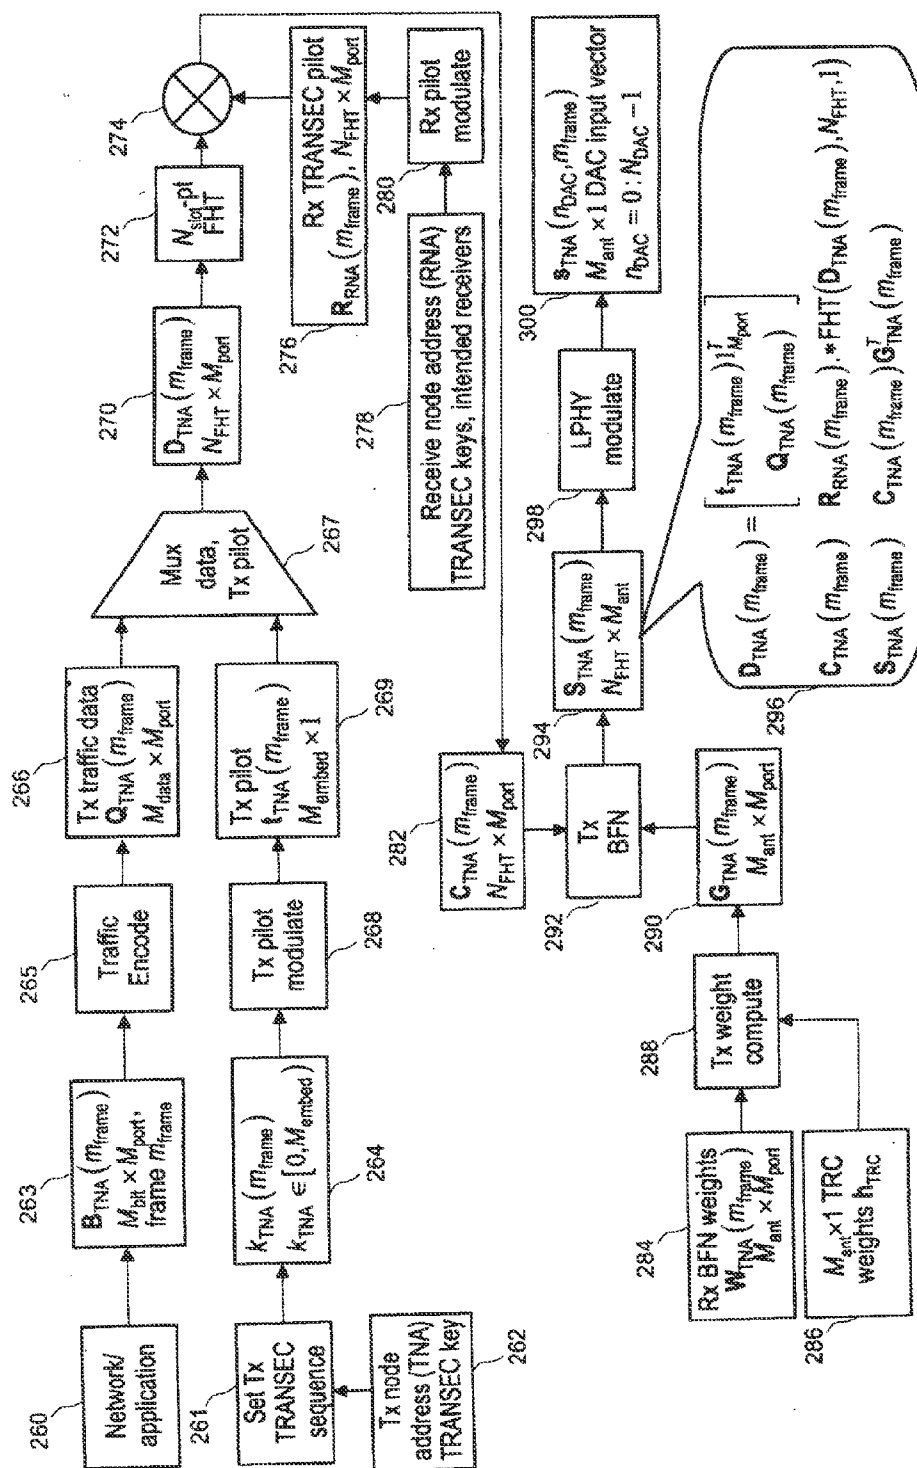 260
Network/
application
263
B_TNA(m_frame)
M_bit × M_port,
frame m_frame
265
Traffic
Encode
266
Tx traffic data
Q_TNA(m_frame)
M_data × M_port
261
Set Tx
TRANSEC
sequence
262
Tx node
address (TNA)
TRANSEC key
264
k_TNA(m_frame)
k_TNA ∈ [0, M_embed)
268
Tx pilot
modulate
269
Tx pilot
t_TNA(m_frame)
M_embed × 1
267
Mux
data,
Tx pilot
270
D_TNA(m_frame)
N_FHT × M_port
272
N_slot-pt
FHT
274
276
Rx TRANSEC pilot
R_RNA(m_frame), N_FHT × M_port
278
Receive node address (RNA)
TRANSEC keys, intended receivers
280
Rx pilot
modulate
282
C_TNA(m_frame)
N_FHT × M_port
284
Rx BFN weights
W_TNA(m_frame)
M_ant × M_port
286
M_ant × 1 TRC
weights h_TRC
288
Tx weight
compute
290
G_TNA(m_frame)
M_ant × M_port
292
Tx
BFN
294
S_TNA(m_frame)
N_FHT × M_ant
298
LPHY
modulate
300
s_TNA(n_DAC, m_frame)
M_ant × 1 DAC input vector
n_DAC = 0 : N_DAC − 1
296
D_TNA(m_frame) = [ t_TNA(m_frame)1^T_M_port
Q_TNA(m_frame) ]
C_TNA(m_frame) R_RNA(m_frame).*FHT(D_TNA(m_frame), N_FHT, 1)
S_TNA(m_frame) C_TNA(m_frame)G^T_TNA(m_frame)